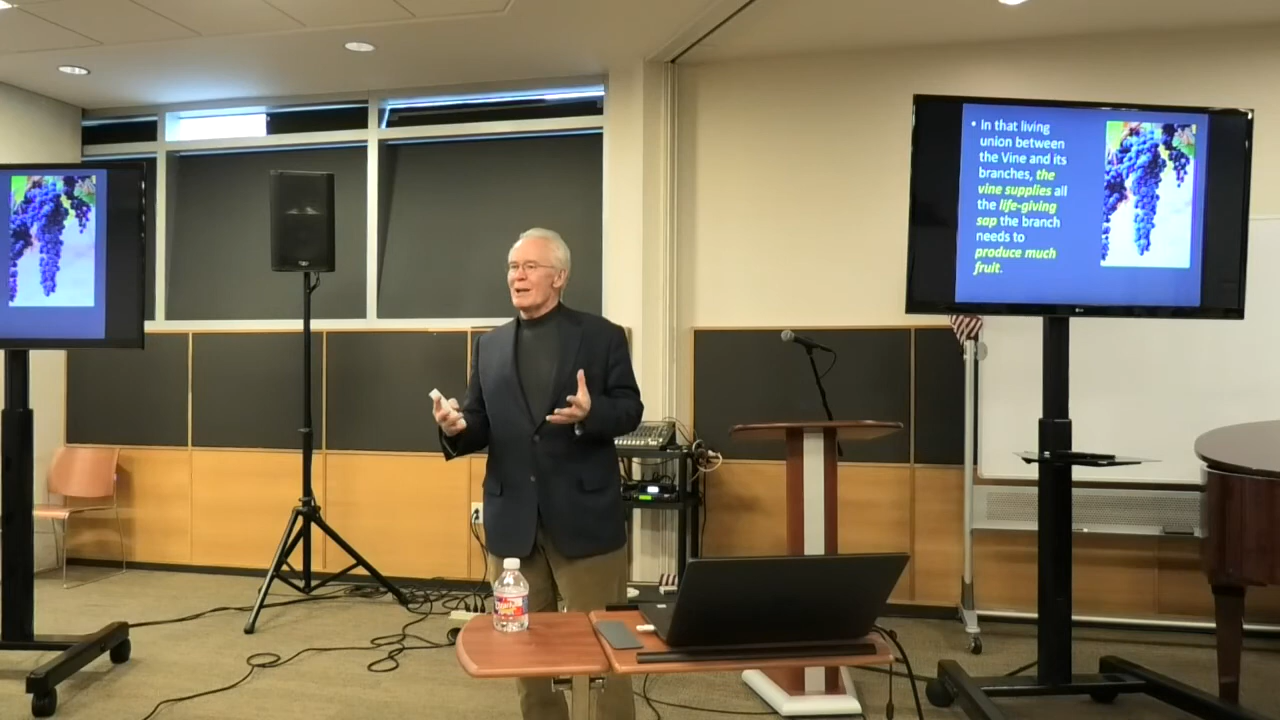 • In that living
union between
the Vine and its
branches, the
vine supplies all
the life-giving
sap the branch
needs to
produce much
fruit.